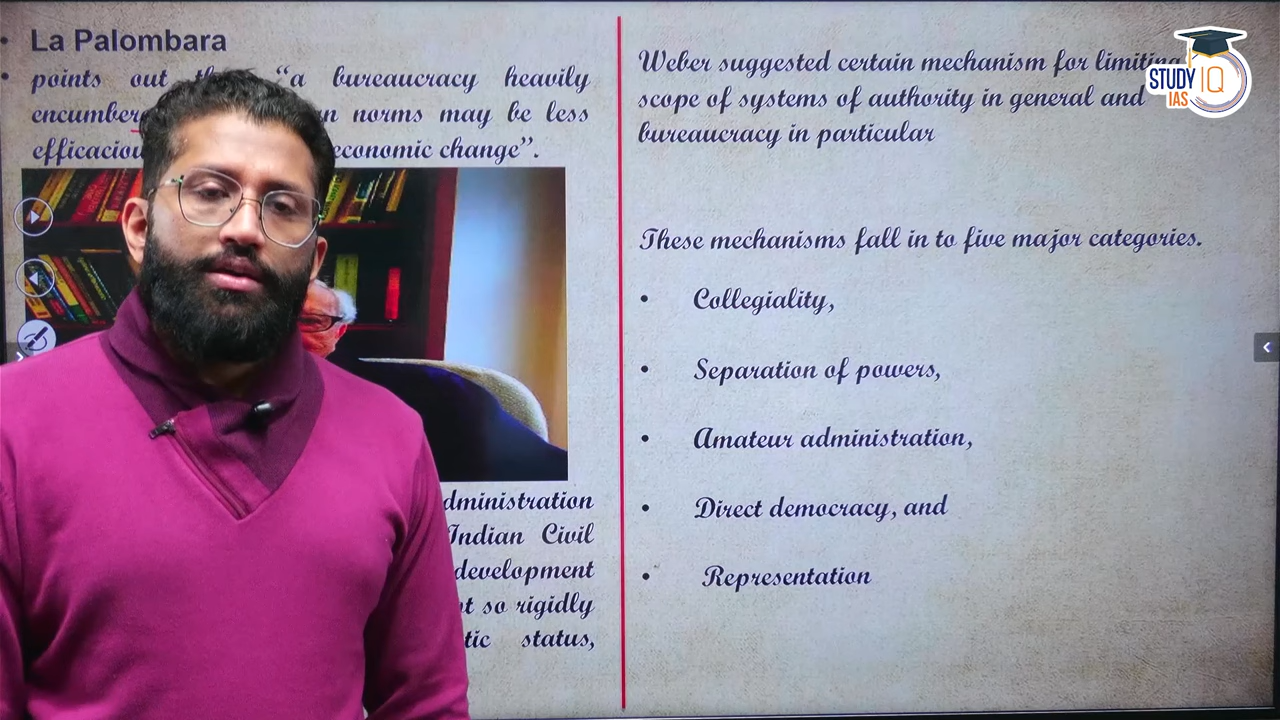 La Palombara
points out "a bureaucracy heavily
norms may be less
economic change".
dministration
Indian Civil
development
so rigidly
status,
Weber suggested certain mechanism for limiting
scope of systems of authority in general and
bureaucracy in particular
These mechanisms fall in to five major categories.
Collegiality,
Separation of powers,
Amateur administration,
Direct democracy, and
Representation
STUDY IQ
IAS